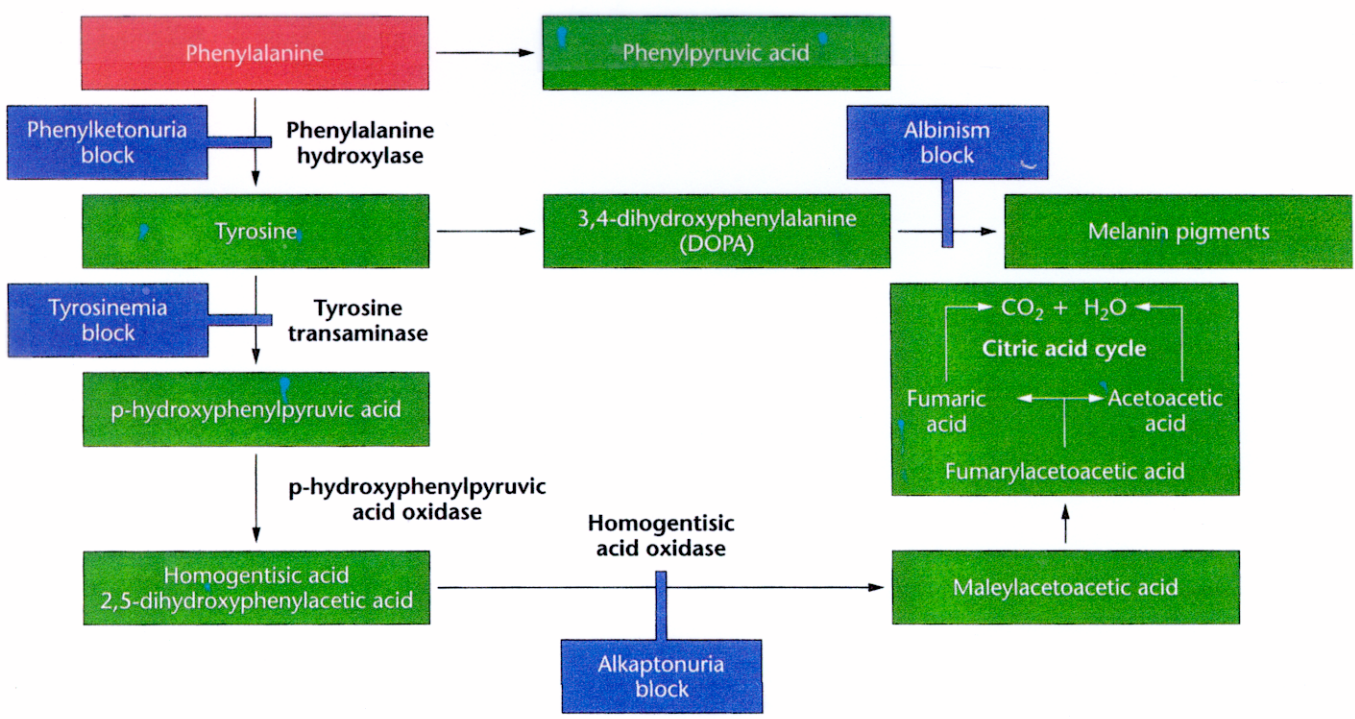 Phenylalanine
Phenylpyruvic acid
Phenylketonuria
block
Phenylalanine
hydroxylase
Albinism
block
Tyrosine
3,4-dihydroxyphenylalanine
(DOPA)
Melanin pigments
Tyrosinemia
block
Tyrosine
transaminase
CO₂ + H₂O
Citric acid cycle
Fumaric
acid
Acetoacetic
acid
Fumarylacetoacetic acid
p-hydroxyphenylpyruvic acid
p-hydroxyphenylpyruvic
acid oxidase
Homogentisic
acid oxidase
Homogentisic acid
2,5-dihydroxyphenylacetic acid
Maleylacetoacetic acid
Alkaptonuria
block